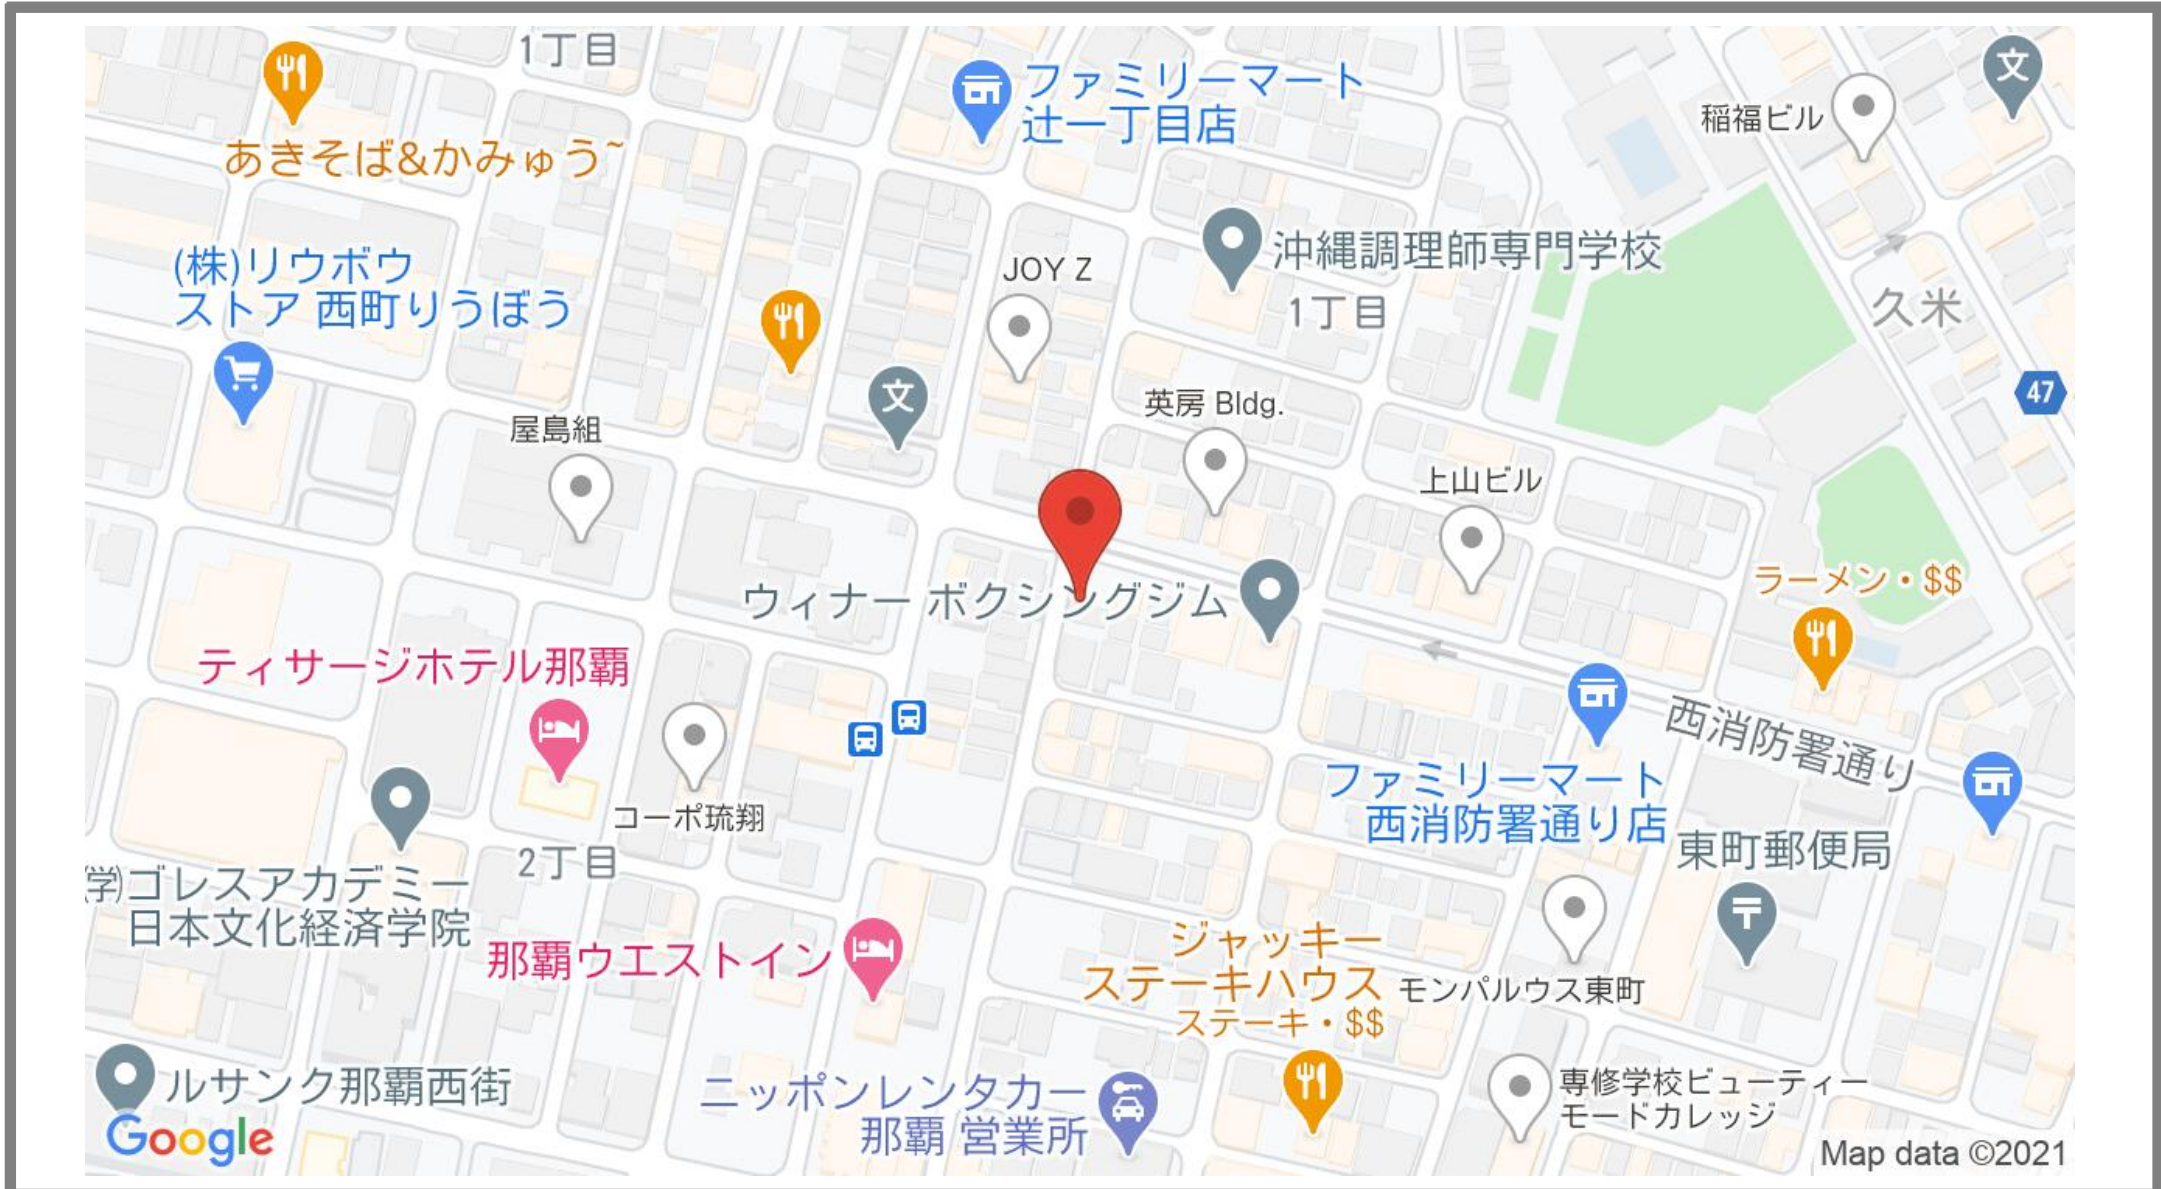 1丁目
ファミリーマート
辻一丁目店
文
稲福ビル
あきそば&かみゅう~
沖縄調理師専門学校
1丁目
JOY Z
(株)リウボウ
ストア 西町りうぼう
久米
47
文
英房 Bldg.
屋島組
上山ビル
ウィナー ボクシングジム
ラーメン・$$
ティサージホテル那覇
西消防署通り
ファミリーマート
西消防署通り店
コーポ琉翔
東町郵便局
2丁目
学)ゴレスアカデミー
日本文化経済学院
那覇ウエストイン
ジャッキー
ステーキハウス
ステーキ・$$
モンパルウス東町
ルサンク那覇西街
ニッポンレンタカー
那覇 営業所
専修学校ビューティー
モードカレッジ
Google
Map data ©2021